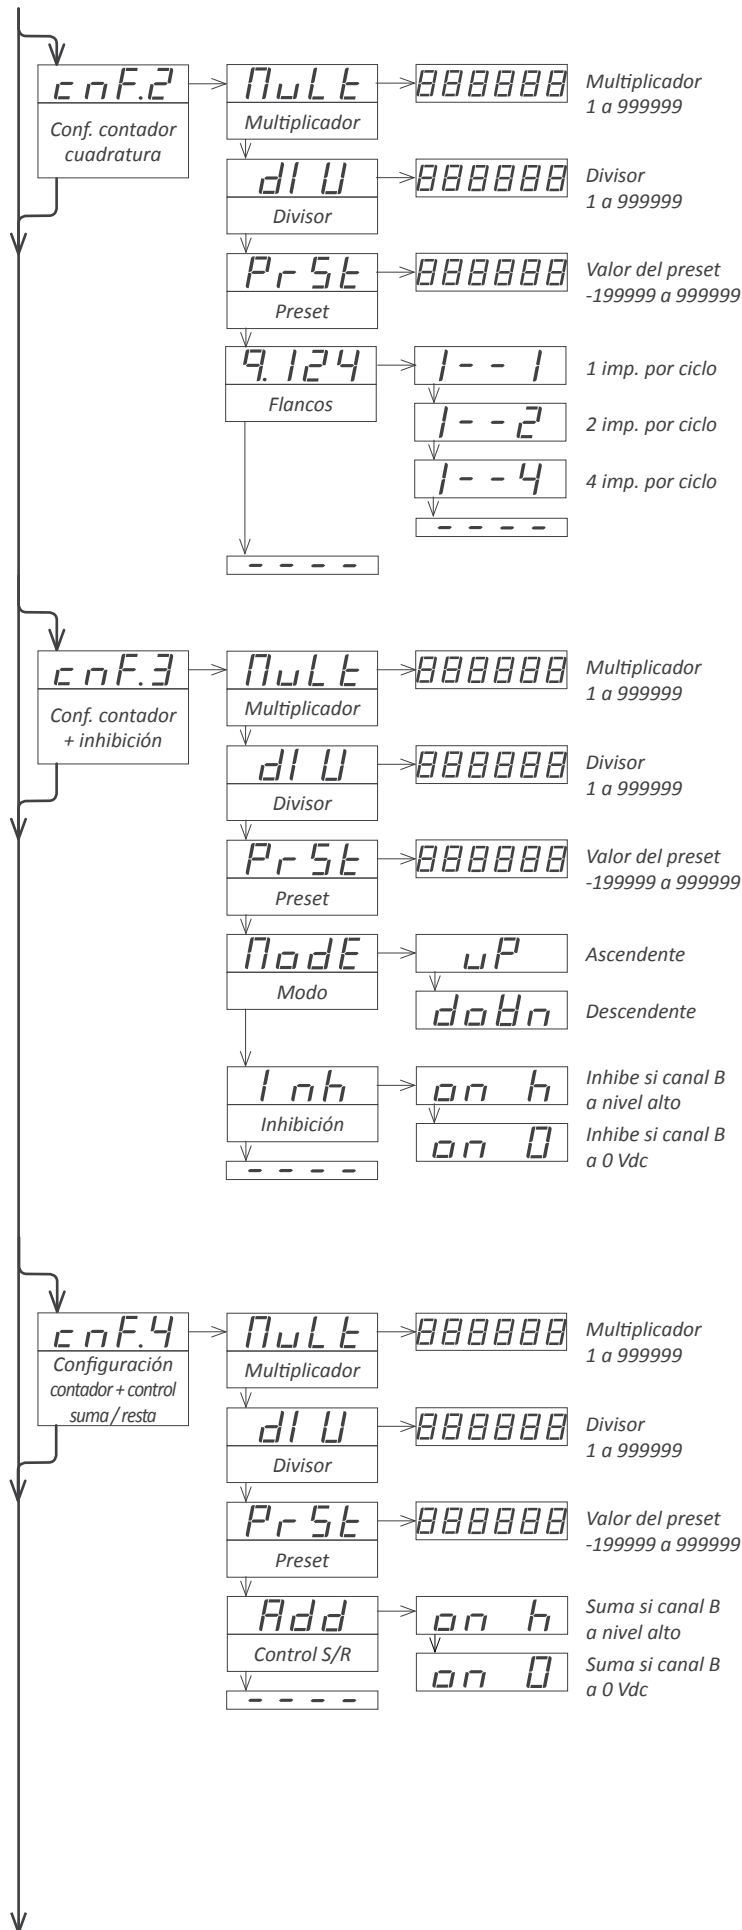 cnF.2
Conf. contador
cuadratura
MuLt
Multiplicador
888888
Multiplicador
1 a 999999
dI V
Divisor
888888
Divisor
1 a 999999
PrSt
Preset
888888
Valor del preset
-199999 a 999999
q.124
Flancos
1--1
1 imp. por ciclo
1--2
2 imp. por ciclo
1--4
4 imp. por ciclo
----
----
cnF.3
Conf. contador
+ inhibición
MuLt
Multiplicador
888888
Multiplicador
1 a 999999
dI V
Divisor
888888
Divisor
1 a 999999
PrSt
Preset
888888
Valor del preset
-199999 a 999999
ModE
Modo
uP
Ascendente
doWn
Descendente
Inh
Inhibición
on h
Inhibe si canal B
a nivel alto
on 0
Inhibe si canal B
a 0 Vdc
----
cnF.4
Configuración
contador + control
suma / resta
MuLt
Multiplicador
888888
Multiplicador
1 a 999999
dI V
Divisor
888888
Divisor
1 a 999999
PrSt
Preset
888888
Valor del preset
-199999 a 999999
Add
Control S/R
on h
Suma si canal B
a nivel alto
on 0
Suma si canal B
a 0 Vdc
----